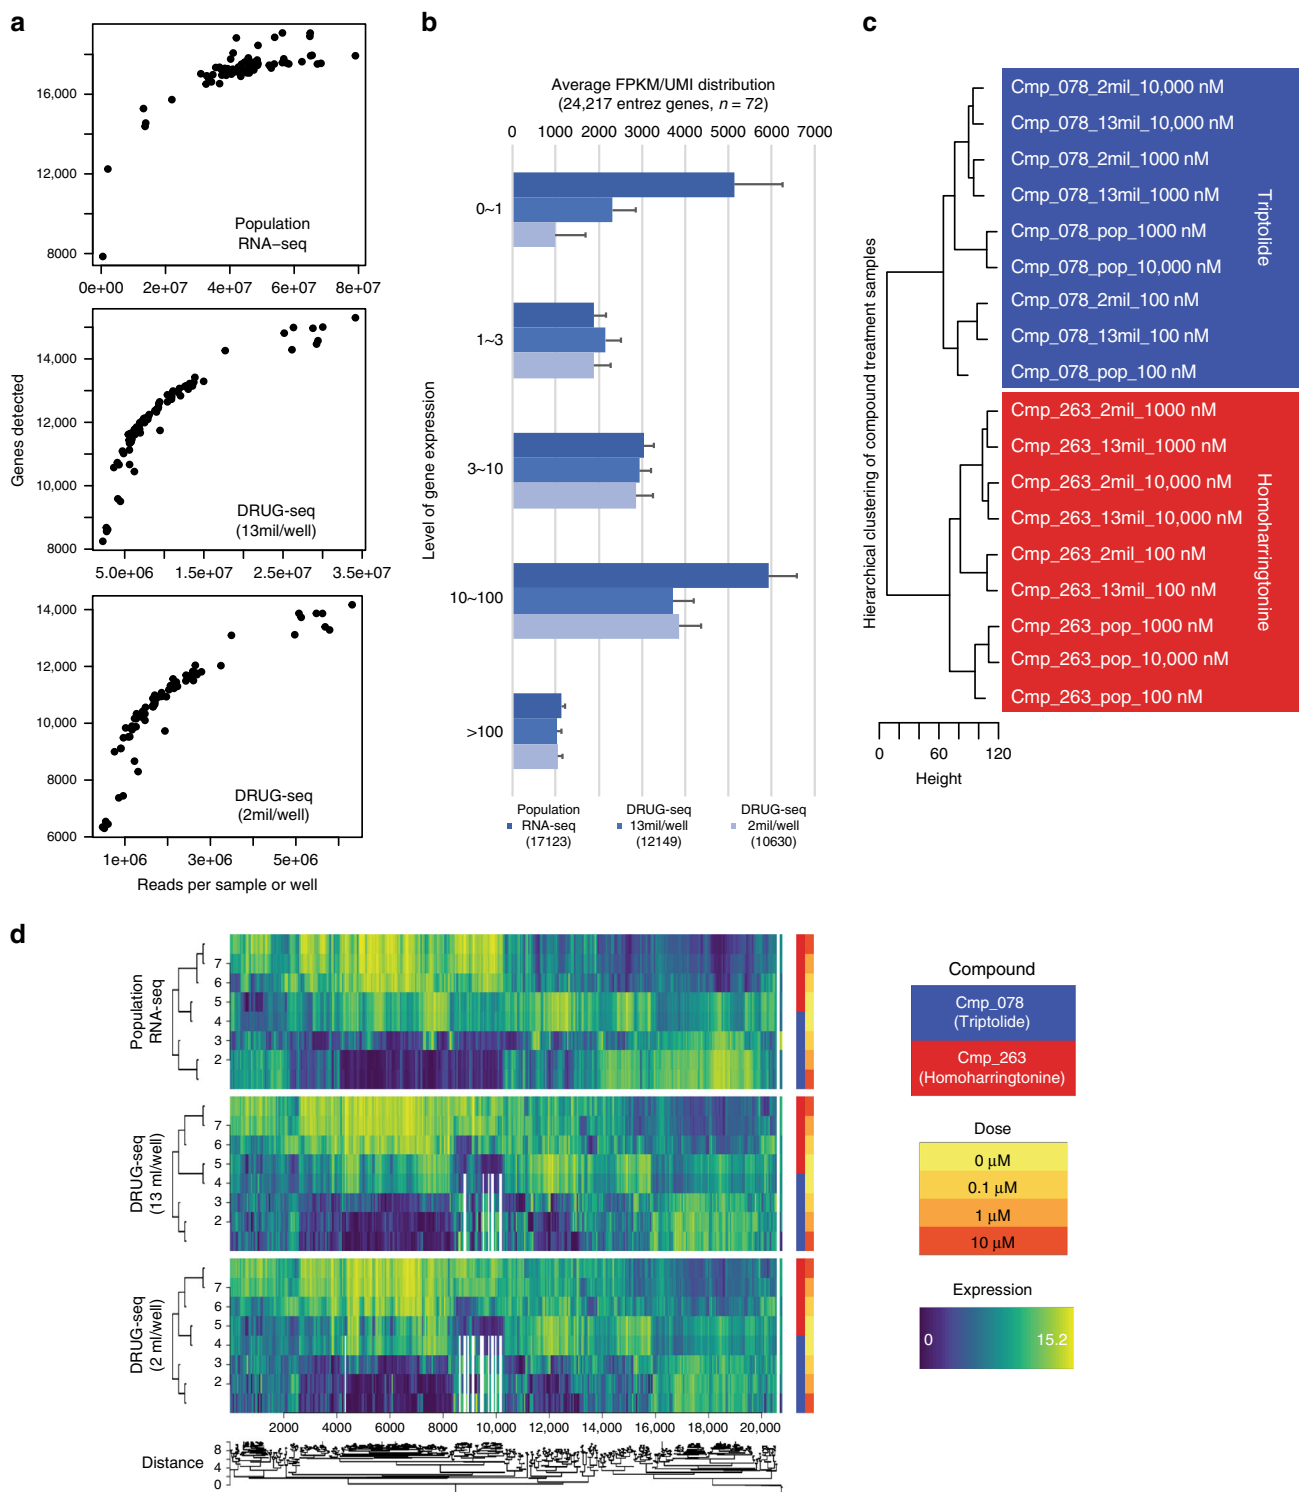 a
16,000
12,000
8000
Population
RNA–seq
0e+00 2e+07 4e+07 6e+07 8e+07
Genes detected
14,000
12,000
10,000
8000
DRUG-seq
(13mil/well)
5.0e+06 1.5e+07 2.5e+07 3.5e+07
14,000
12,000
10,000
8000
6000
DRUG-seq
(2mil/well)
1e+06 3e+06 5e+06
Reads per sample or well
b
Average FPKM/UMI distribution
(24,217 entrez genes, n = 72)
0 1000 2000 3000 4000 5000 6000 7000
Level of gene expression
0~1
1~3
3~10
10~100
>100
Population
RNA-seq
(17123)
DRUG-seq
13mil/well
(12149)
DRUG-seq
2mil/well
(10630)
c
Hierarchical clustering of compound treatment samples
Cmp_078_2mil_10,000 nM
Cmp_078_13mil_10,000 nM
Cmp_078_2mil_1000 nM
Cmp_078_13mil_1000 nM
Cmp_078_pop_1000 nM
Cmp_078_pop_10,000 nM
Cmp_078_2mil_100 nM
Cmp_078_13mil_100 nM
Cmp_078_pop_100 nM
Triptolide
Cmp_263_2mil_1000 nM
Cmp_263_13mil_1000 nM
Cmp_263_2mil_10,000 nM
Cmp_263_13mil_10,000 nM
Cmp_263_2mil_100 nM
Cmp_263_13mil_100 nM
Cmp_263_pop_1000 nM
Cmp_263_pop_10,000 nM
Cmp_263_pop_100 nM
Homoharringtonine
0 60 120
Height
d
Population
RNA-seq
7
6
5
4
3
2
DRUG-seq
(13 ml/well)
7
6
5
4
3
2
DRUG-seq
(2 ml/well)
7
6
5
4
3
2
2000 4000 6000 8000 10,000 12,000 14,000 16,000 18,000 20,000
Distance
8
4
0
Compound
Cmp_078
(Triptolide)
Cmp_263
(Homoharringtonine)
Dose
0 µM
0.1 µM
1 µM
10 µM
Expression
0 15.2